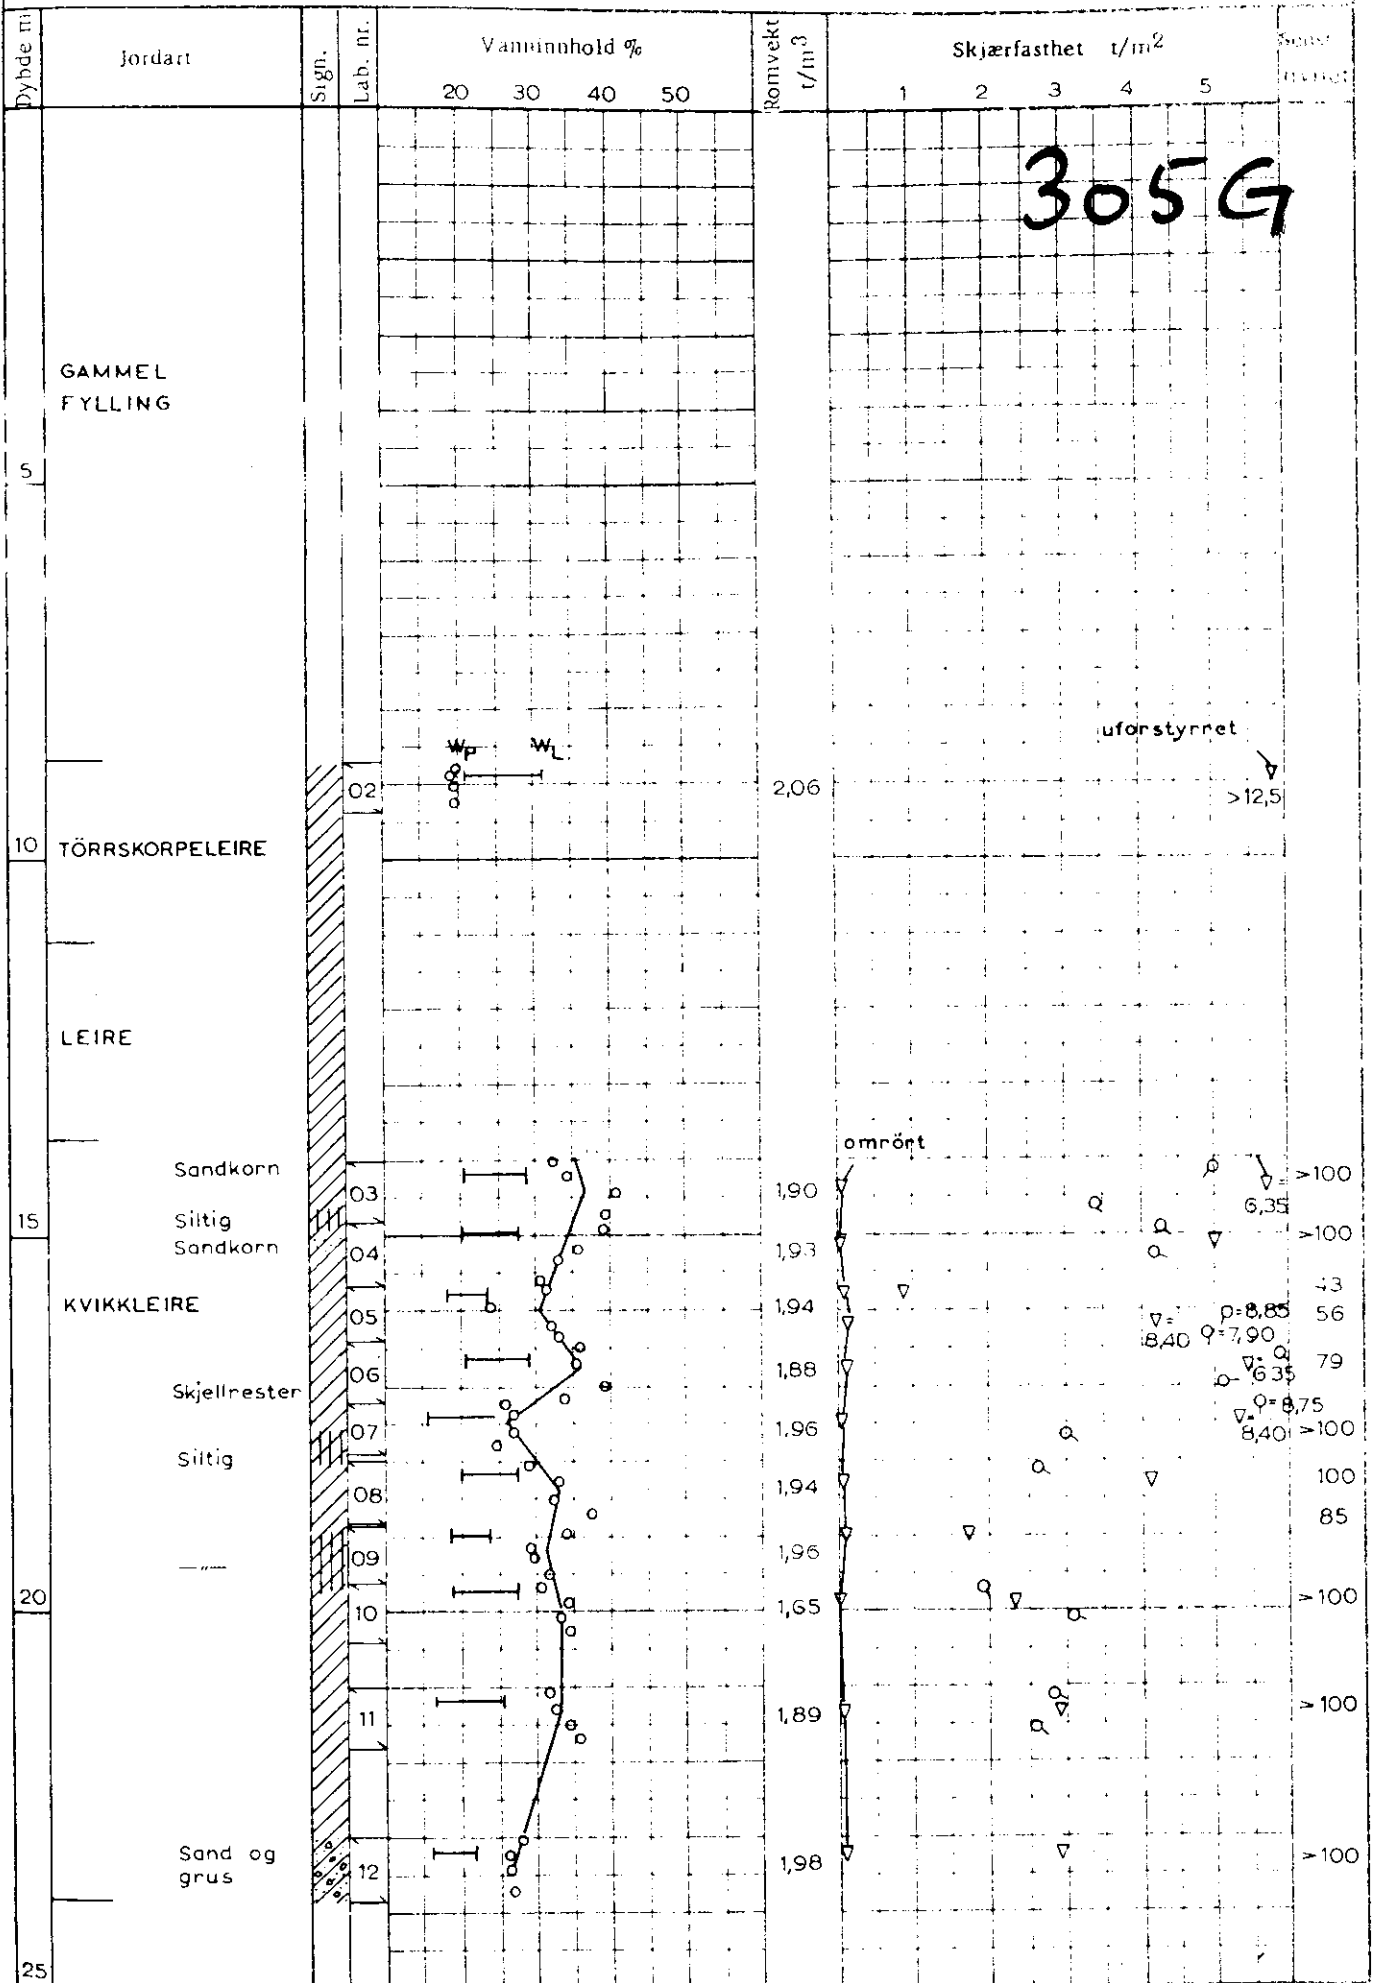 Dybde m
Jordart
Sign.
Lab. nr.
Vanninnhold %
20 30 40 50
Romvekt t/m³
Skjærfasthet t/m²
1 2 3 4 5
305 G
GAMMEL
FYLLING
5
uforstyrret
Wp WL
02 2,06
>12,5
10 TÖRRSKORPELEIRE
LEIRE
omrört
Sandkorn
03 1,90 >100
6,35
15 Siltig
Sandkorn 04 1,93 >100
43
KVIKKLEIRE 05 1,94 =8,85 56
=
8,40 =7,90
06 1,88 79
6.35
Skjellrester
=8,75
07 1,96 8,40 >100
Siltig
08 1,94 100
85
—"— 09 1,96
20 10 1,65 >100
11 1,89 >100
Sand og
grus 12 1,98 >100
25